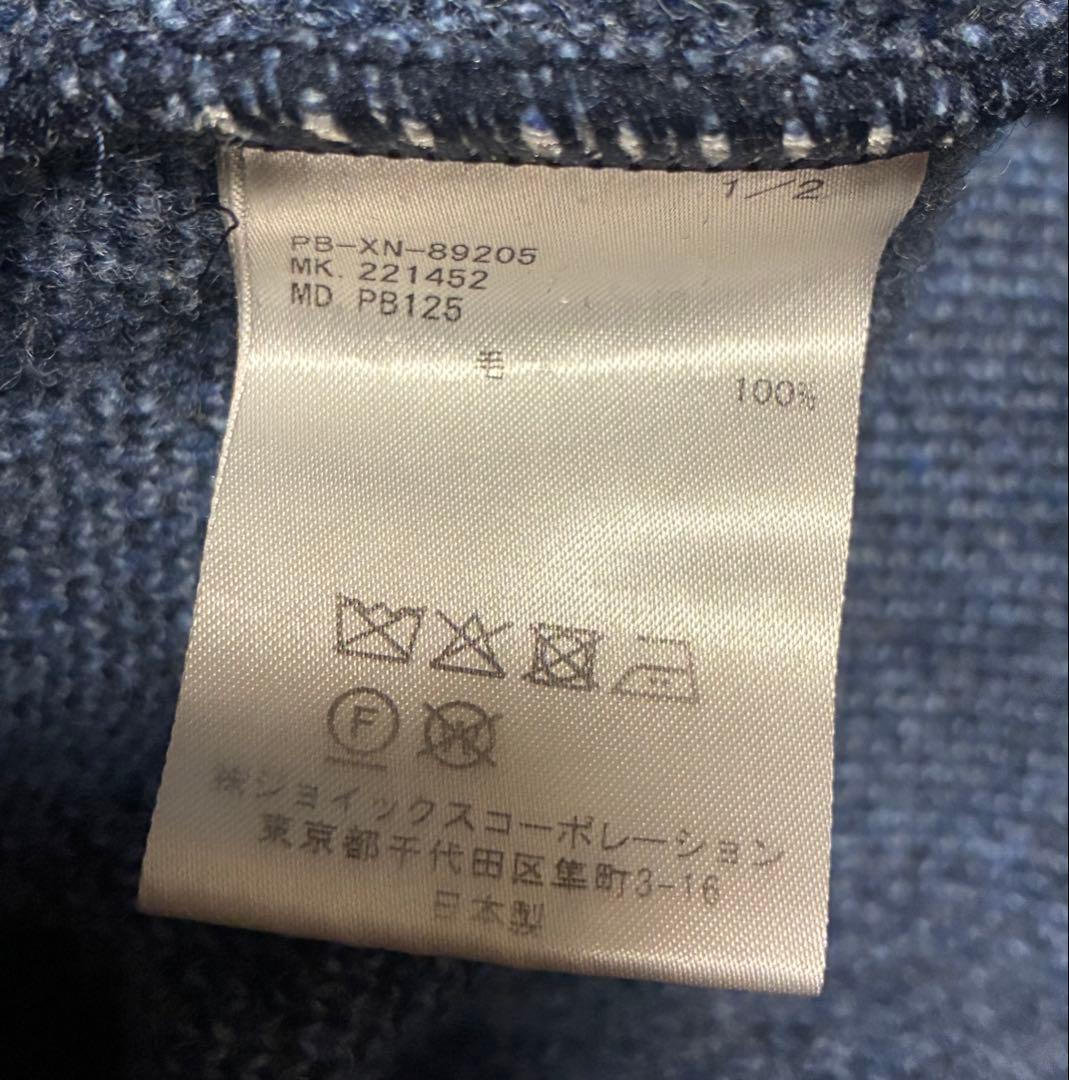 1/2
PB-XN-89205
MK. 221452
MD. PB125
毛 100%
F
W
㈱ジョイックスコーポレーション
東京都千代田区隼町3-16
日本製